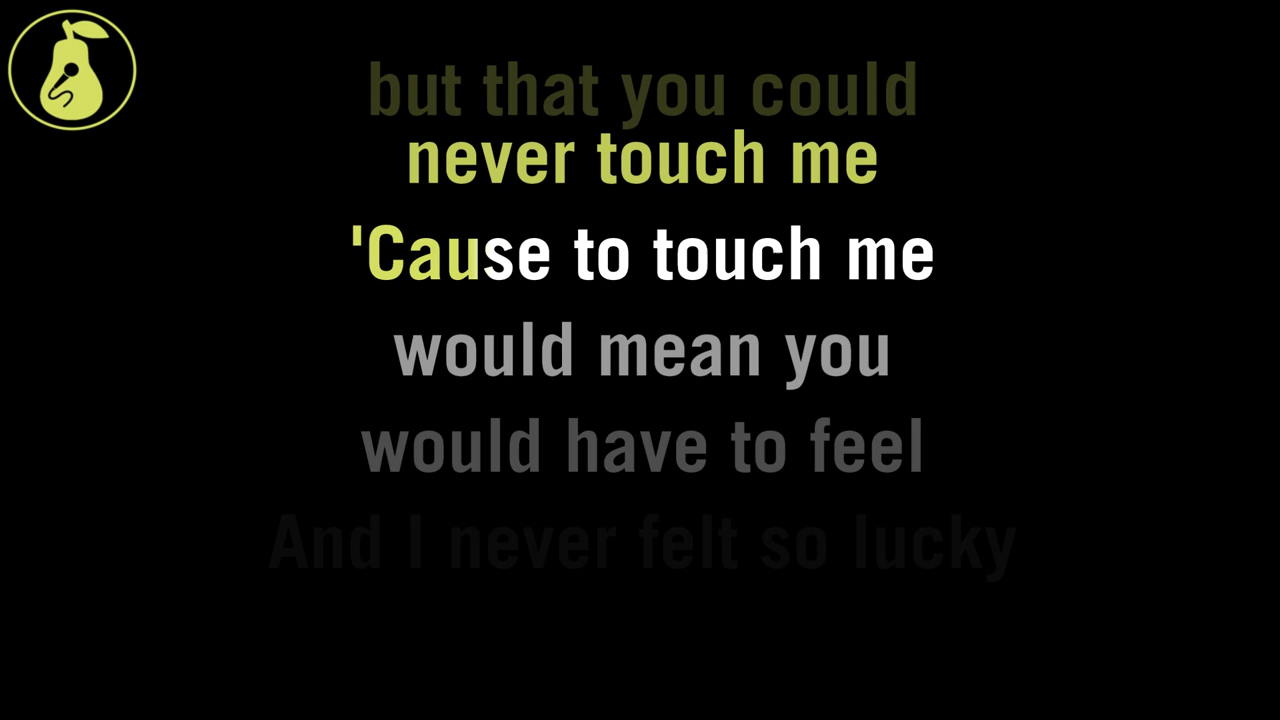 but that you could
never touch me
'Cause to touch me
would mean you
would have to feel
And I never felt so lucky